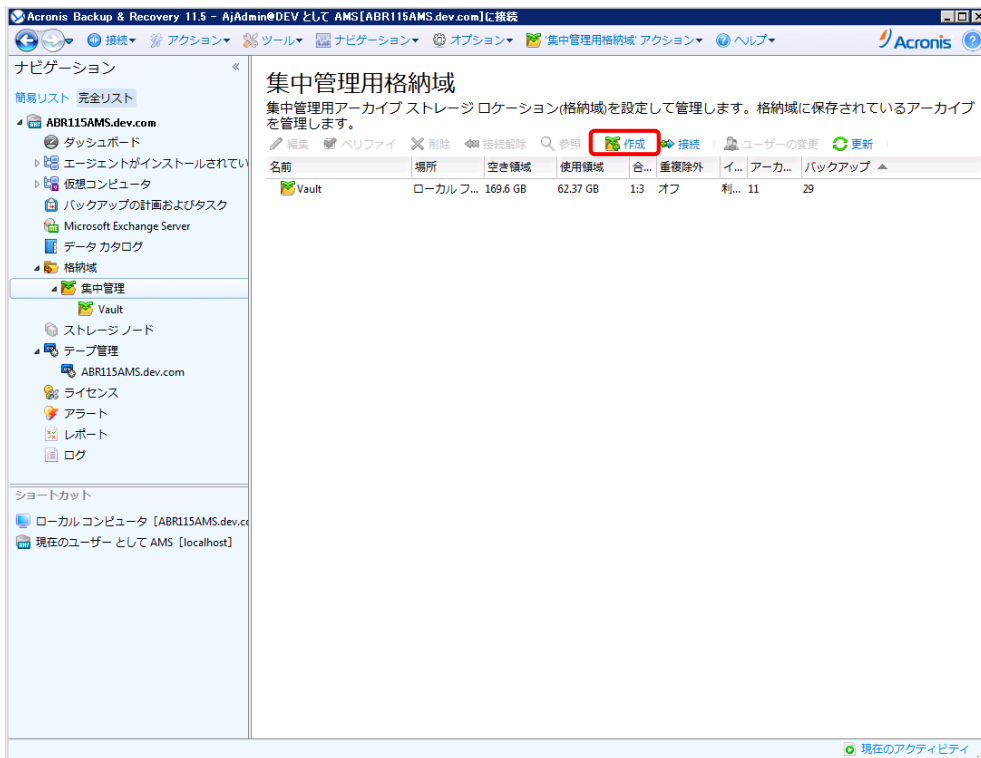 Acronis Backup & Recovery 11.5 - AjAdmin@DEV として AMS[ABR115AMS.dev.com]に接続
接続 アクション ツール ナビゲーション オプション '集中管理用格納域' アクション ヘルプ Acronis
ナビゲーション
簡易リスト 完全リスト
ABR115AMS.dev.com
ダッシュボード
エージェントがインストールされてい
仮想コンピュータ
バックアップの計画およびタスク
Microsoft Exchange Server
データ カタログ
格納域
集中管理
Vault
ストレージ ノード
テープ管理
ABR115AMS.dev.com
ライセンス
アラート
レポート
ログ
ショートカット
ローカル コンピュータ [ABR115AMS.dev.co
現在のユーザー として AMS [localhost]
集中管理用格納域
集中管理用アーカイブ ストレージ ロケーション(格納域)を設定して管理します。格納域に保存されているアーカイブ
を管理します。
編集 ベリファイ 削除 接続解除 参照 作成 接続 ユーザーの変更 更新
名前 場所 空き領域 使用領域 合... 重複除外 イ... アーカ... バックアップ
Vault ローカル フ... 169.6 GB 62.37 GB 1:3 オフ 利... 11 29
現在のアクティビティ